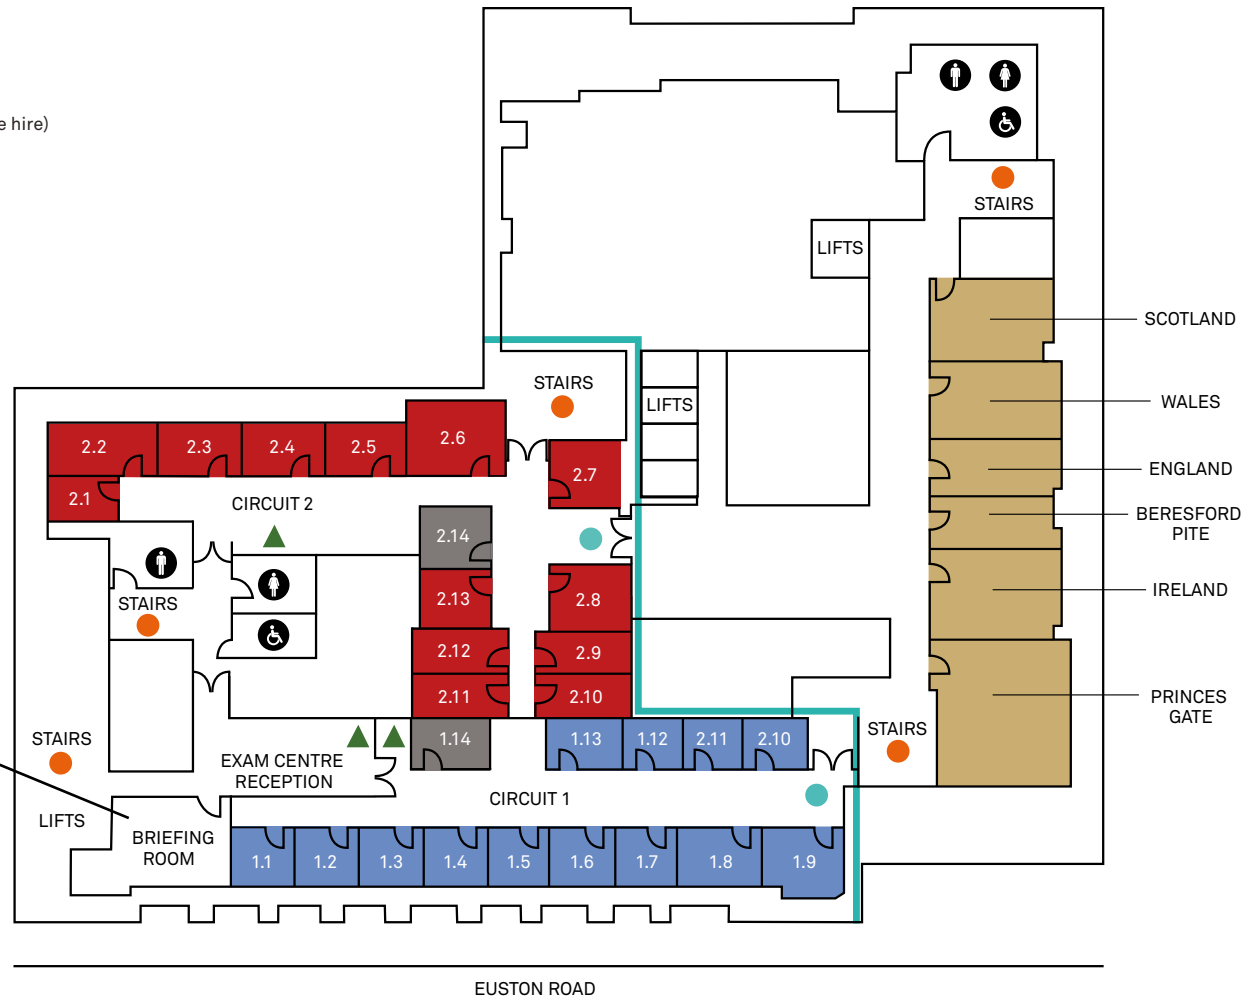 e hire)
STAIRS
LIFTS
SCOTLAND
STAIRS
LIFTS
WALES
2.2
2.3
2.4
2.5
2.6
2.7
ENGLAND
2.1
CIRCUIT 2
BERESFORD
PITE
2.14
STAIRS
2.13
2.8
IRELAND
2.12
2.9
2.11
2.10
PRINCES
GATE
STAIRS
EXAM CENTRE
RECEPTION
1.14
1.13
1.12
2.11
2.10
STAIRS
CIRCUIT 1
LIFTS
BRIEFING
ROOM
1.1
1.2
1.3
1.4
1.5
1.6
1.7
1.8
1.9
EUSTON ROAD